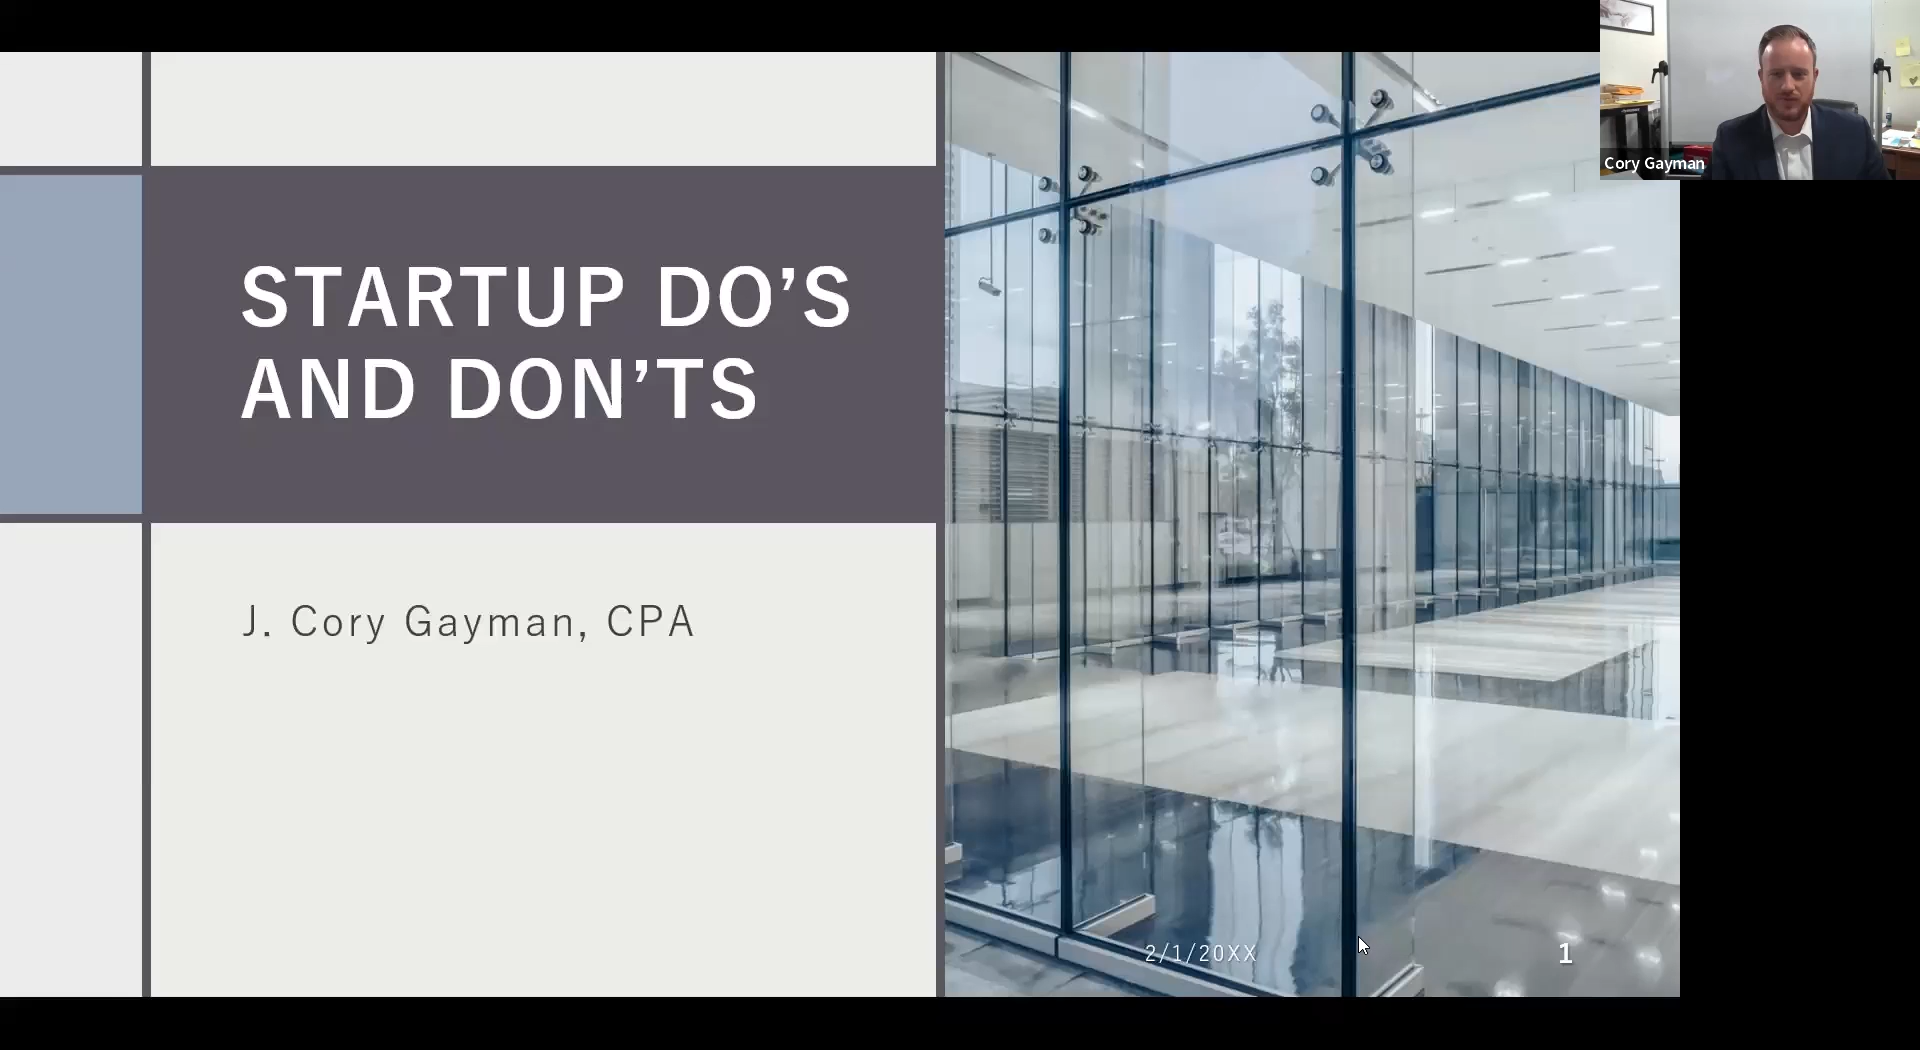 Cory Gayman
STARTUP DO’S
AND DON’TS
J. Cory Gayman, CPA
2/1/20XX
1